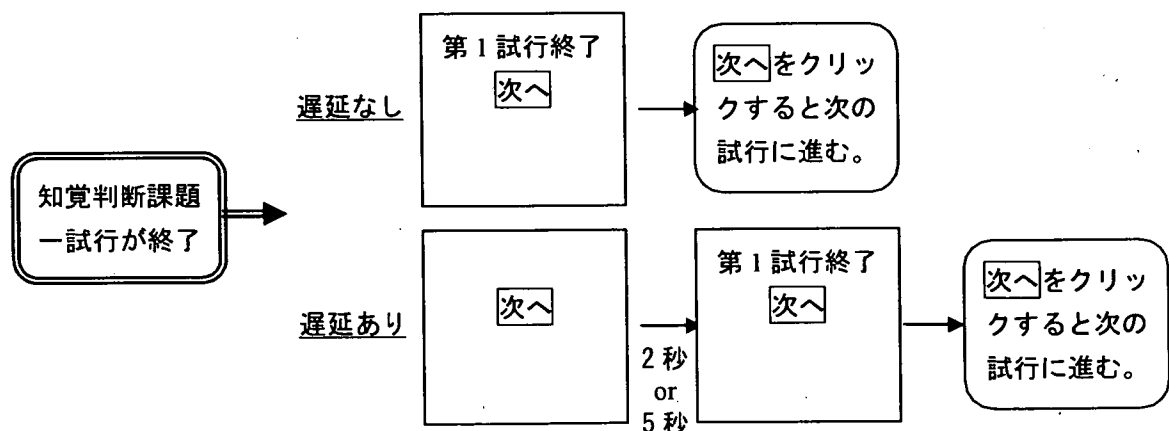 知覚判断課題
一試行が終了
遅延なし
第1試行終了
次へ
次へをクリッ
クすると次の
試行に進む。
遅延あり
次へ
2秒
or
5秒
第1試行終了
次へ
次へをクリッ
クすると次の
試行に進む。